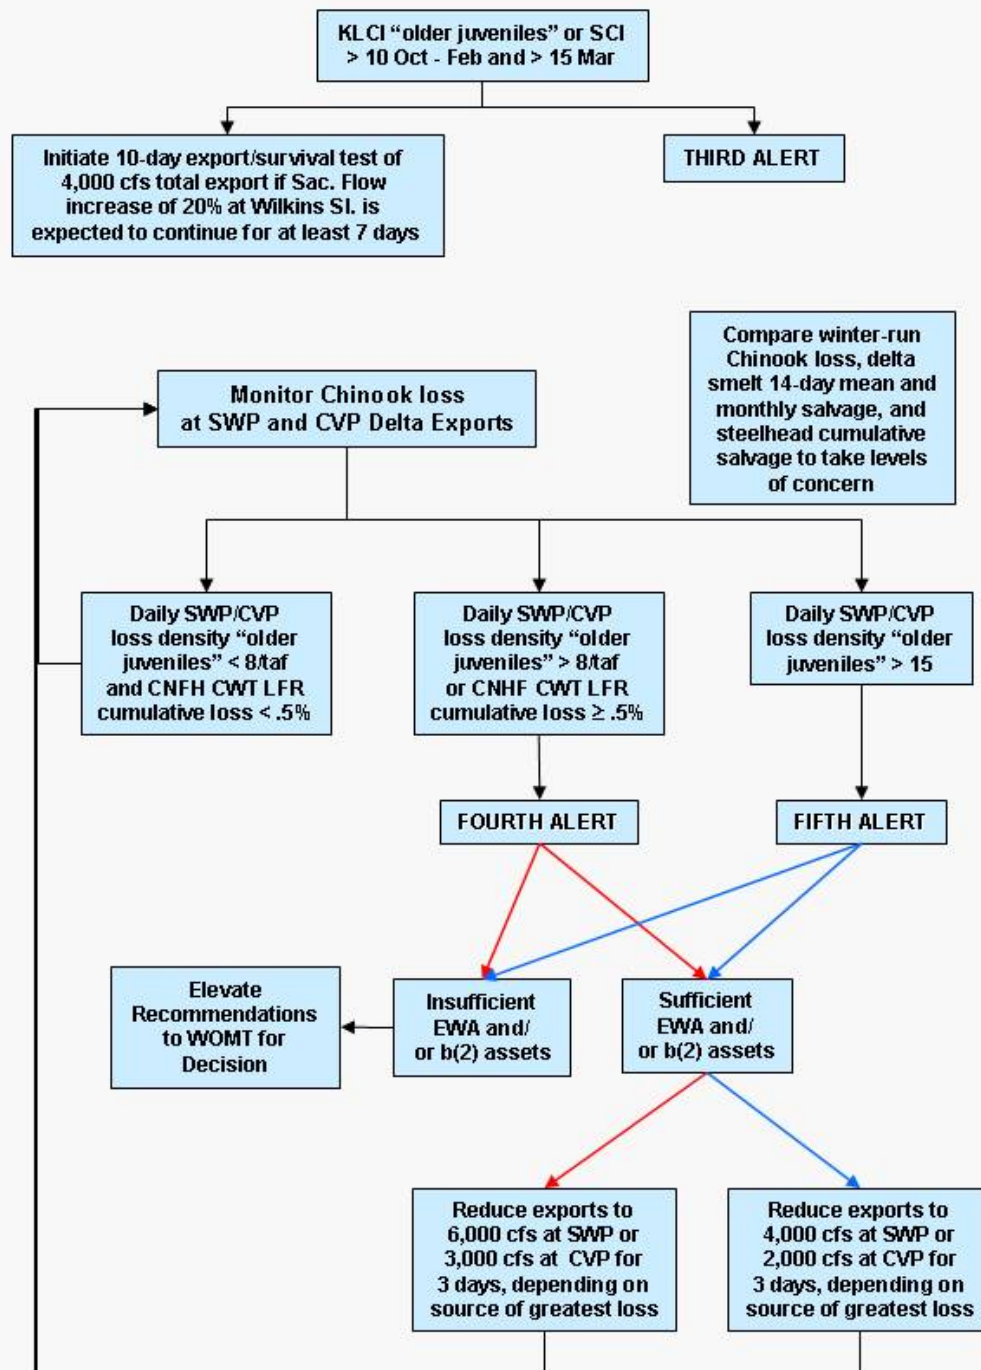 KLCI “older juveniles” or SCI
> 10 Oct - Feb and > 15 Mar
Initiate 10-day export/survival test of
4,000 cfs total export if Sac. Flow
increase of 20% at Wilkins Sl. is
expected to continue for at least 7 days
THIRD ALERT
Compare winter-run
Chinook loss, delta
smelt 14-day mean and
monthly salvage, and
steelhead cumulative
salvage to take levels
of concern
Monitor Chinook loss
at SWP and CVP Delta Exports
Daily SWP/CVP
loss density “older
juveniles” < 8/taf
and CNFH CWT LFR
cumulative loss < .5%
Daily SWP/CVP
loss density “older
juveniles” > 8/taf
or CNHF CWT LFR
cumulative loss ≥ .5%
Daily SWP/CVP
loss density “older
juveniles” > 15
FOURTH ALERT
FIFTH ALERT
Elevate
Recommendations
to WOMT for
Decision
Insufficient
EWA and/
or b(2) assets
Sufficient
EWA and/
or b(2) assets
Reduce exports to
6,000 cfs at SWP or
3,000 cfs at CVP for
3 days, depending on
source of greatest loss
Reduce exports to
4,000 cfs at SWP or
2,000 cfs at CVP for
3 days, depending on
source of greatest loss